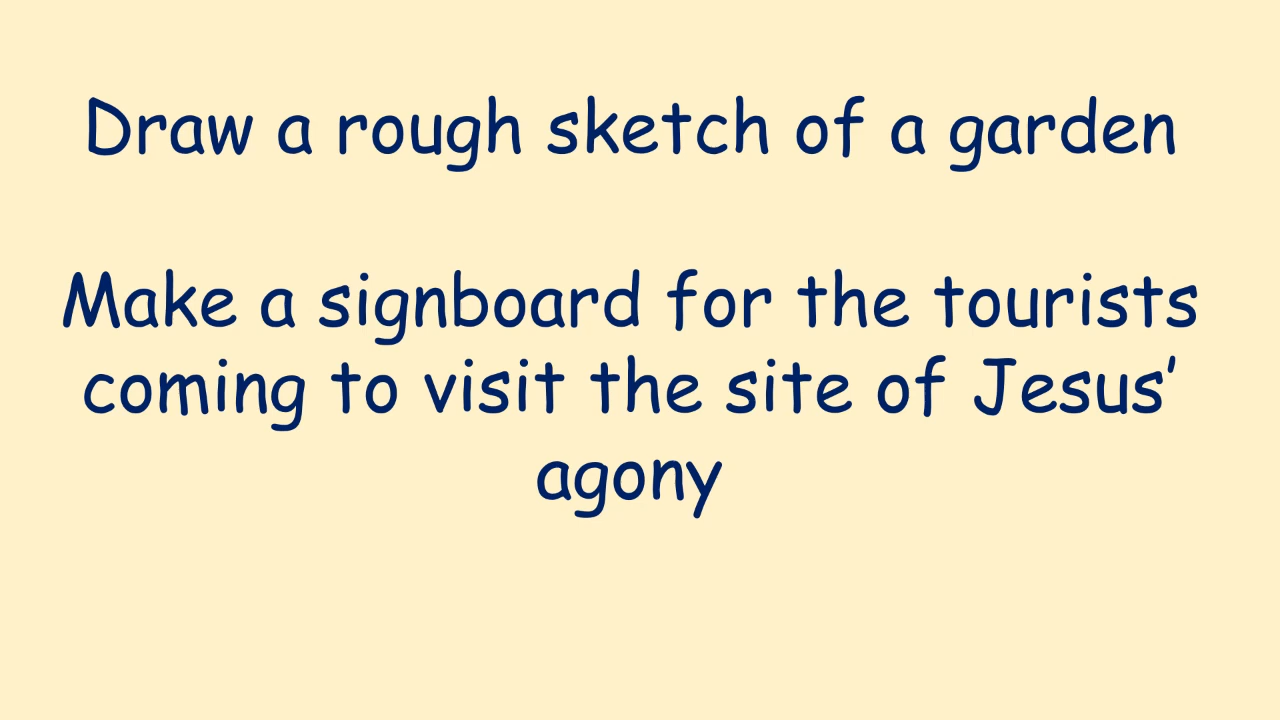 Draw a rough sketch of a garden
Make a signboard for the tourists
coming to visit the site of Jesus’
agony